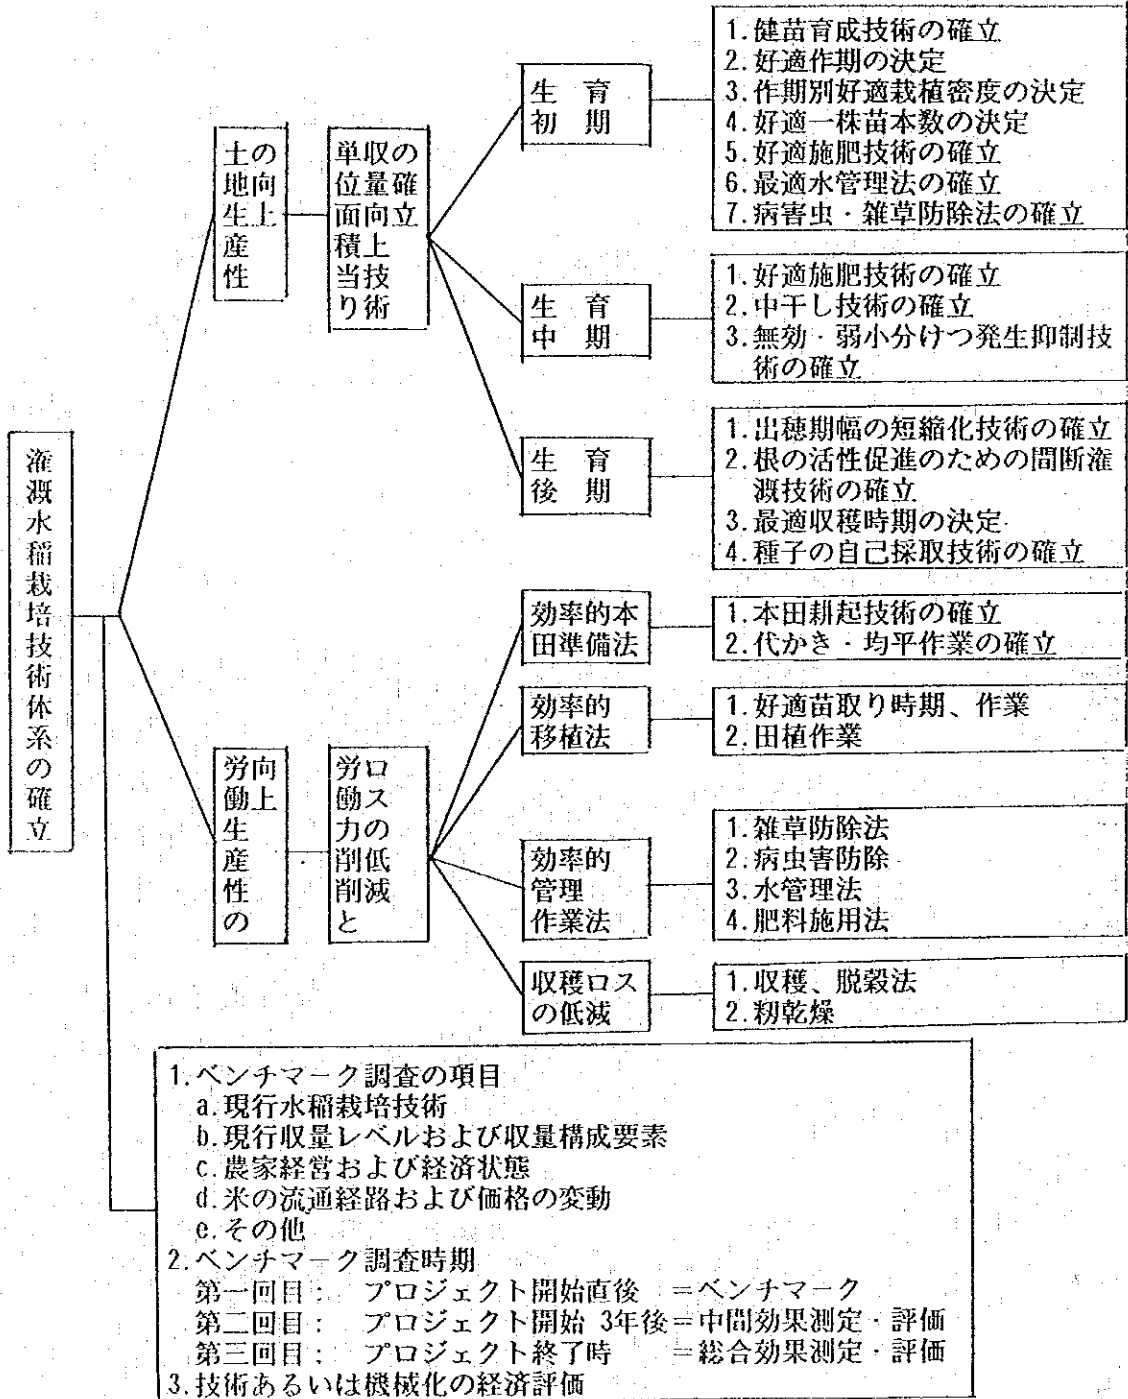 灌漑水稲栽培技術体系の確立
土地生産性
の向上
単位面積当り
収量向上技術
の確立
生育
初期
1.健苗育成技術の確立
2.好適作期の決定
3.作期別好適栽植密度の決定
4.好適一株苗本数の決定
5.好適施肥技術の確立
6.最適水管理法の確立
7.病害虫・雑草防除法の確立
生育
中期
1.好適施肥技術の確立
2.中干し技術の確立
3.無効・弱小分けつ発生抑制技
術の確立
生育
後期
1.出穂期幅の短縮化技術の確立
2.根の活性促進のための間断灌
漑技術の確立
3.最適収穫時期の決定
4.種子の自己採取技術の確立
労働生産性の
向上
労働力削削と
ロスの低減
効率的本
田準備法
1.本田耕起技術の確立
2.代かき・均平作業の確立
効率的
移植法
1.好適苗取り時期、作業
2.田植作業
効率的
管理
作業法
1.雑草防除法
2.病虫害防除
3.水管理法
4.肥料施用法
収穫ロス
の低減
1.収穫、脱穀法
2.籾乾燥
1.ベンチマーク調査の項目
a.現行水稲栽培技術
b.現行収量レベルおよび収量構成要素
c.農家経営および経済状態
d.米の流通経路および価格の変動
e.その他
2.ベンチマーク調査時期
第一回目： プロジェクト開始直後 ＝ベンチマーク
第二回目： プロジェクト開始 3年後＝中間効果測定・評価
第三回目： プロジェクト終了時 ＝総合効果測定・評価
3.技術あるいは機械化の経済評価